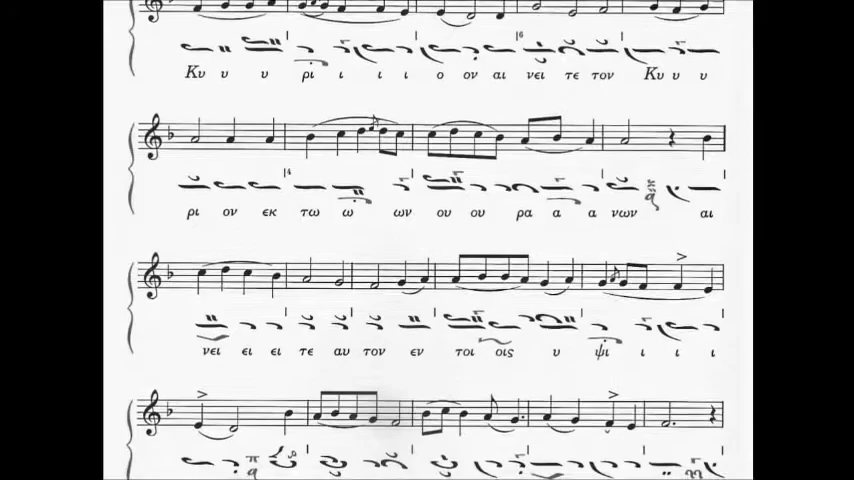 Κυ υ υ ρι ι ι ι ο ον αι νει τε τον Κυ υ υ
ρι ον εκ τω ω ων ου ου ρα α α νων αι
νει ει ει τε αυ τον εν τοι οις υ ψι ι ι ι